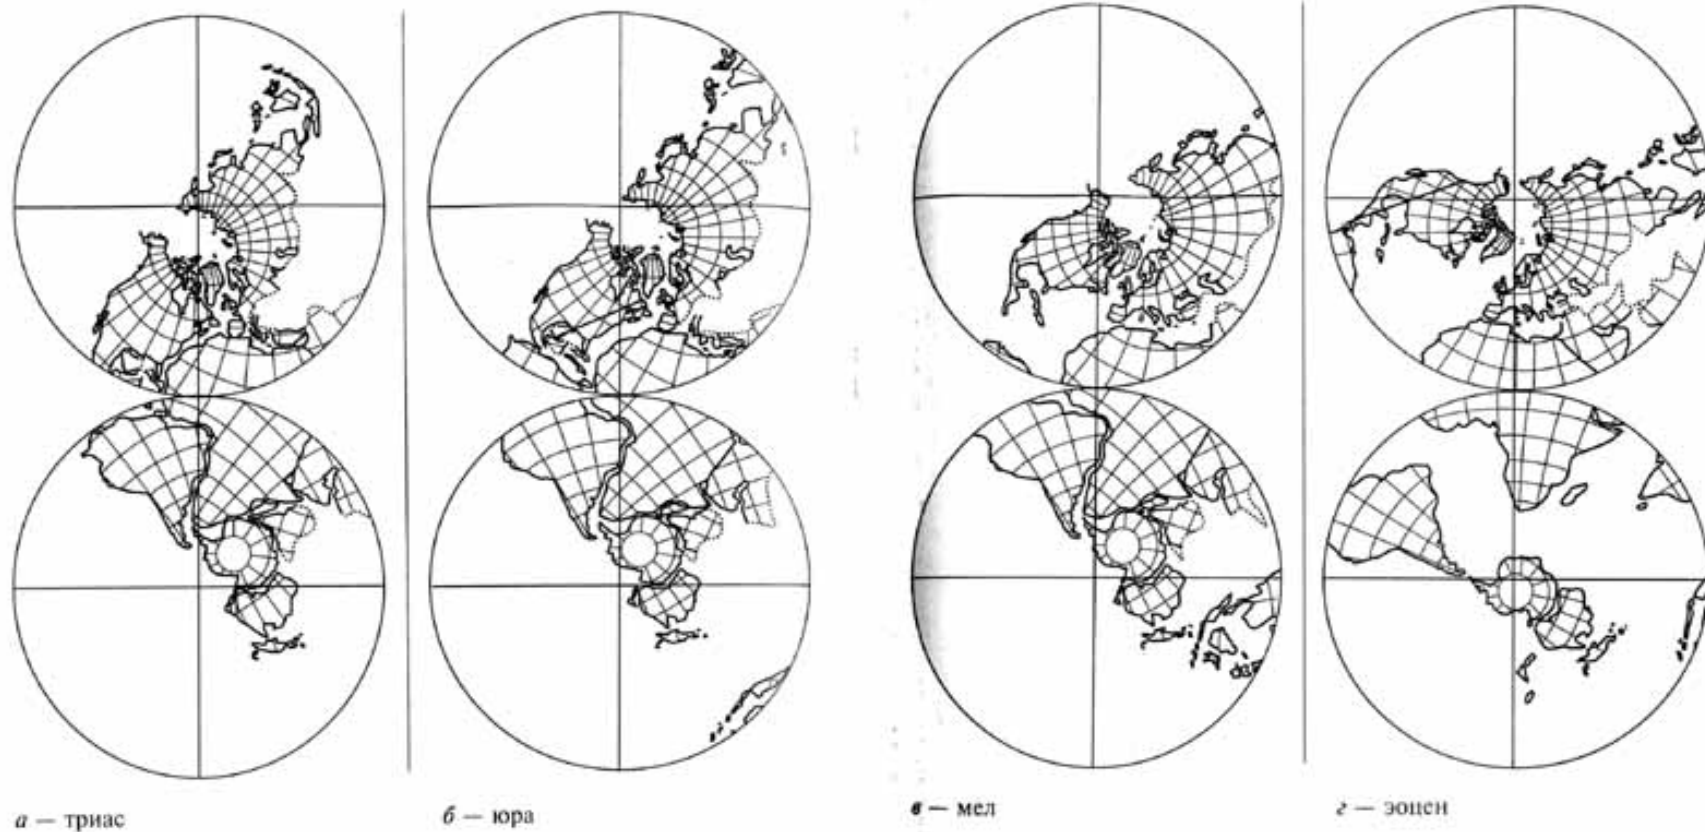 а — триас
б — юра
в — мел
г — эоцен